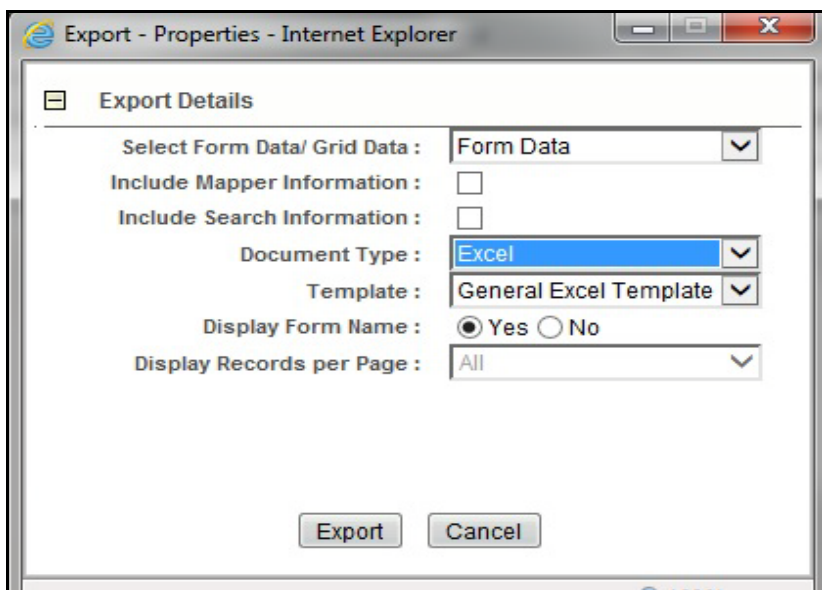 Export - Properties - Internet Explorer
Export Details
Select Form Data/ Grid Data : Form Data
Include Mapper Information :
Include Search Information :
Document Type : Excel
Template : General Excel Template
Display Form Name : Yes No
Display Records per Page : All
Export Cancel